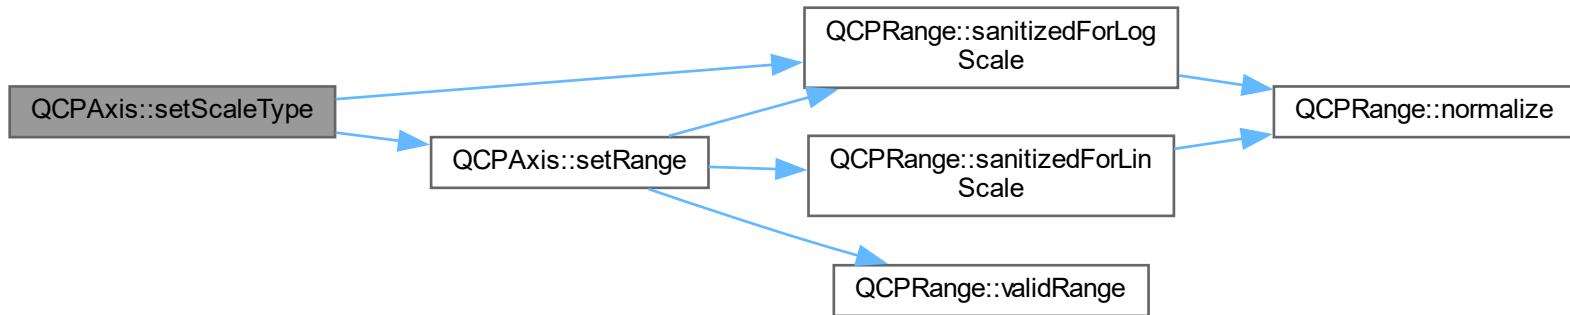 QCPAxis::setScaleType
QCPAxis::setRange
QCPRange::sanitizedForLog
Scale
QCPRange::sanitizedForLin
Scale
QCPRange::validRange
QCPRange::normalize